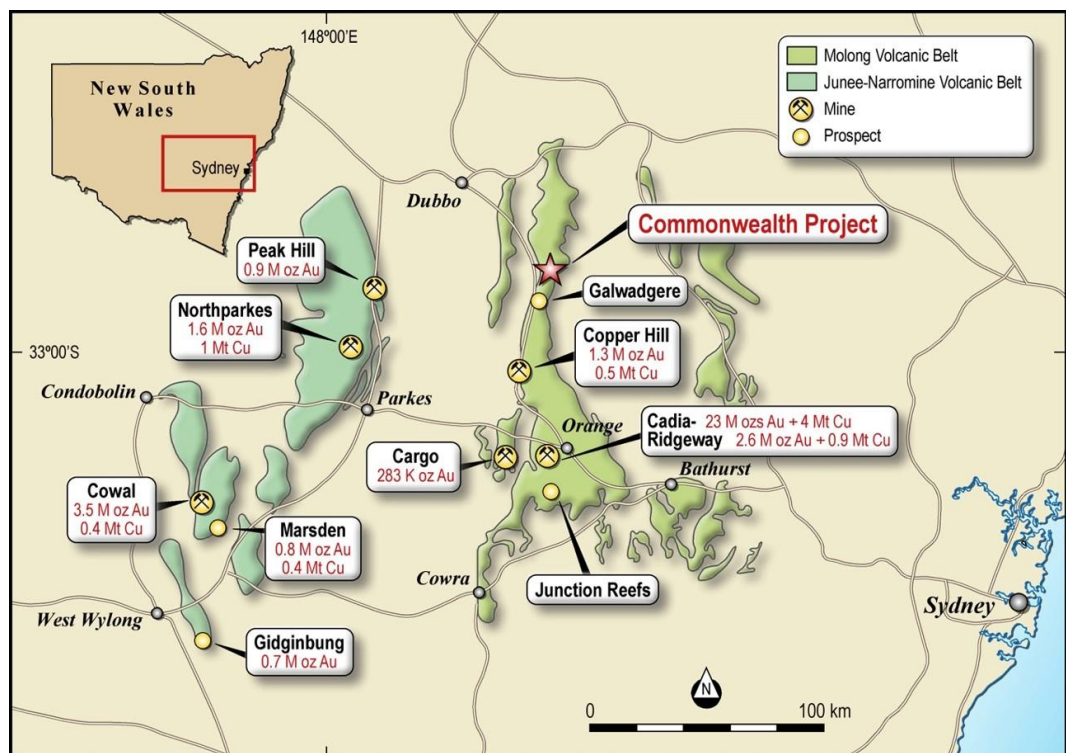 148º00'E
New South
Wales
Sydney
Molong Volcanic Belt
Junee-Narromine Volcanic Belt
Mine
Prospect
Dubbo
Commonwealth Project
Peak Hill
0.9 M oz Au
Galwadgere
Northparkes
1.6 M oz Au
1 Mt Cu
Copper Hill
1.3 M oz Au
0.5 Mt Cu
33º00'S
Condobolin
Parkes
Orange
Cadia- 23 M ozs Au + 4 Mt Cu
Ridgeway 2.6 M oz Au + 0.9 Mt Cu
Cargo
283 K oz Au
Bathurst
Cowal
3.5 M oz Au
0.4 Mt Cu
Marsden
0.8 M oz Au
0.4 Mt Cu
Cowra
Junction Reefs
Sydney
West Wylong
Gidginbung
0.7 M oz Au
N
0 100 km